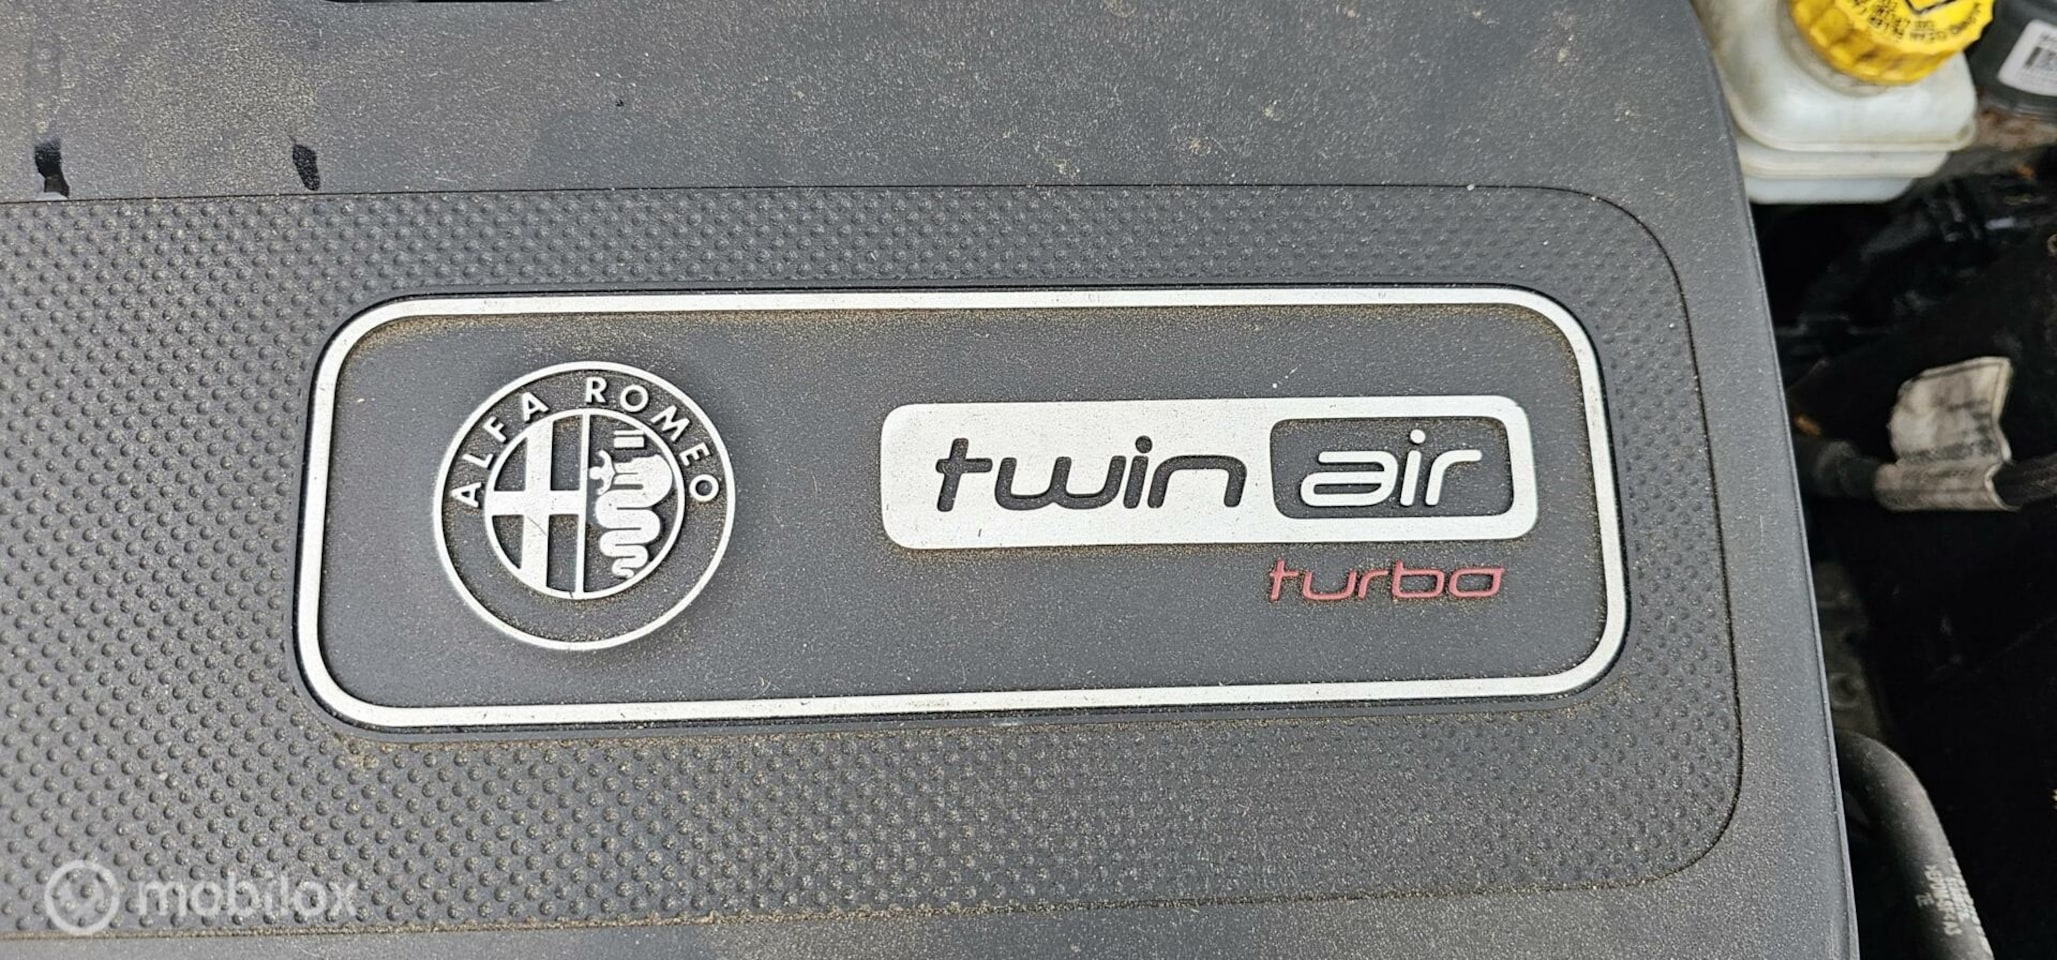 ALFA ROMEO
twin air
turbo
mobilox